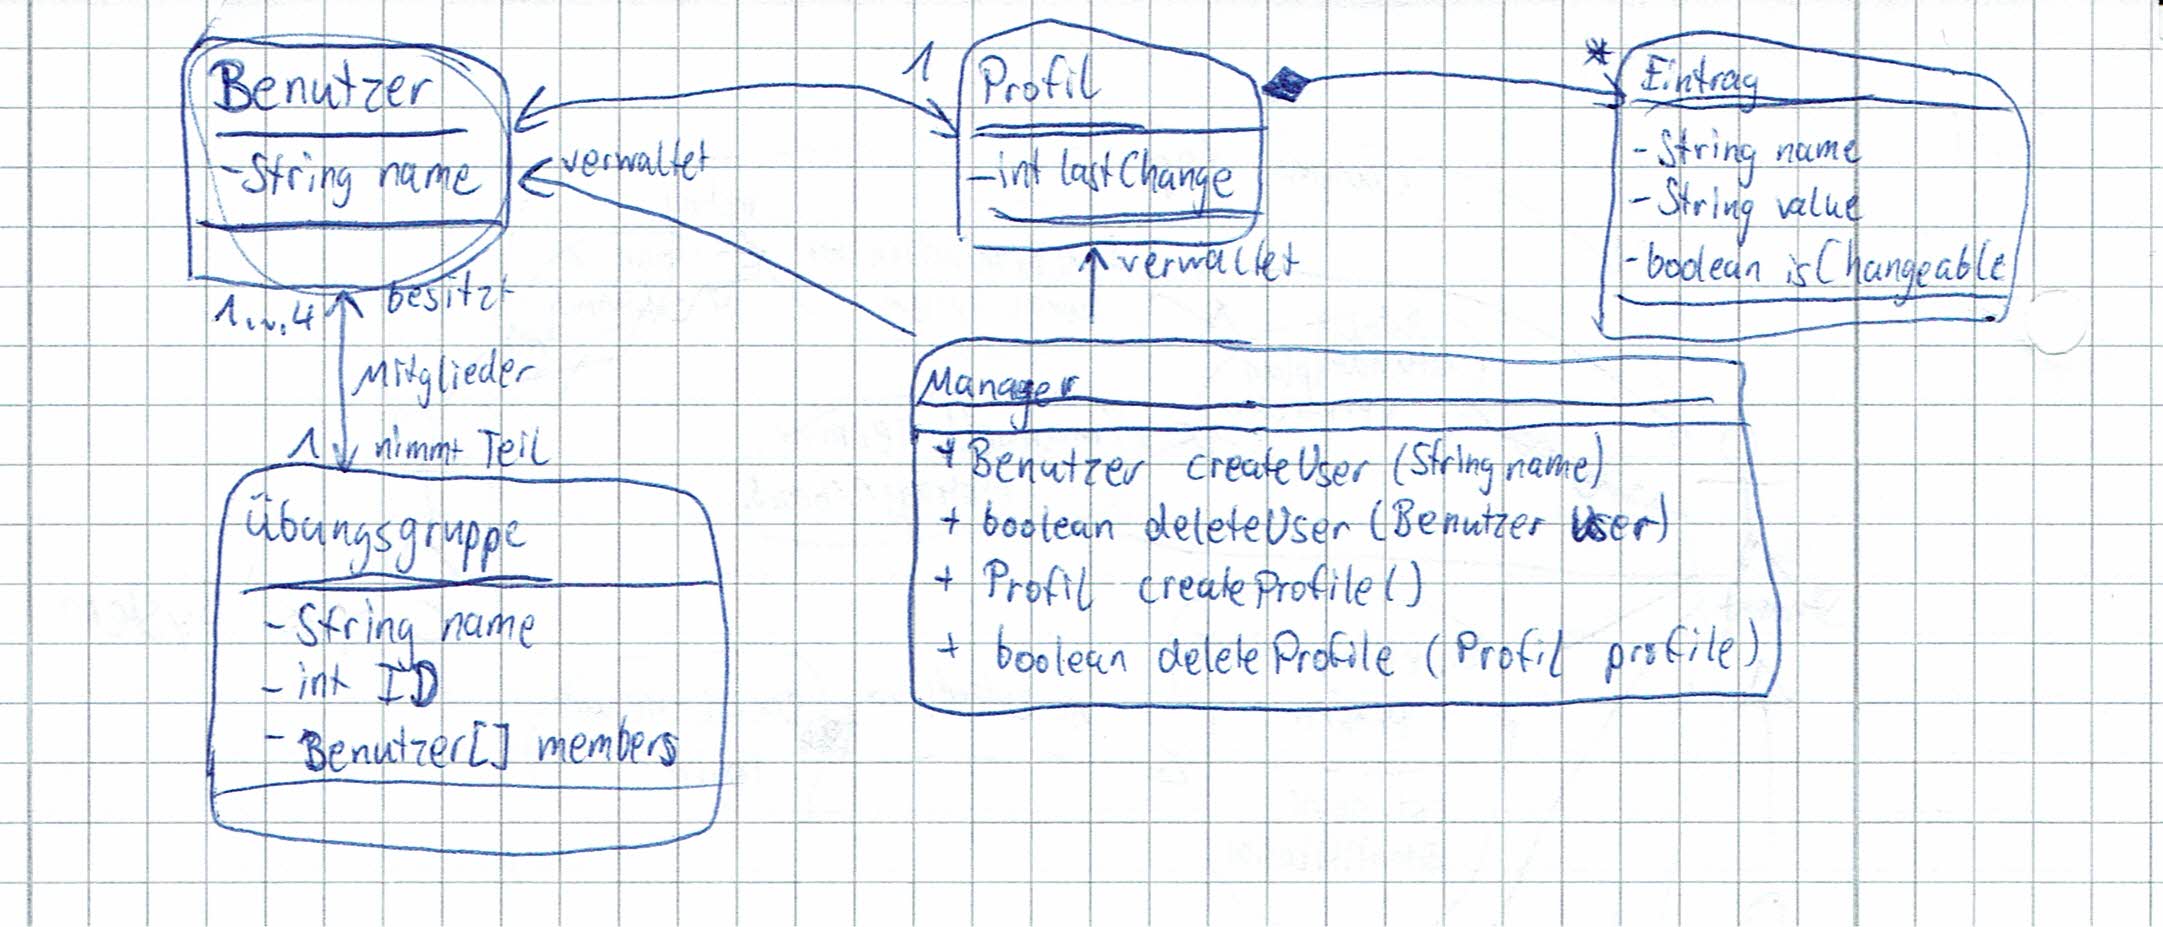 Benutzer
- String name
1...4
besitzt
Mitglieder
1
nimmt Teil
Übungsgruppe
- String name
- int ID
- Benutzer[] members
verwaltet
1
Profil
- int lastChange
verwaltet
*
Eintrag
- String name
- String value
- boolean isChangeable
Manager
+ Benutzer createUser (String name)
+ boolean deleteUser (Benutzer user)
+ Profil createProfile()
+ boolean deleteProfile (Profil profile)